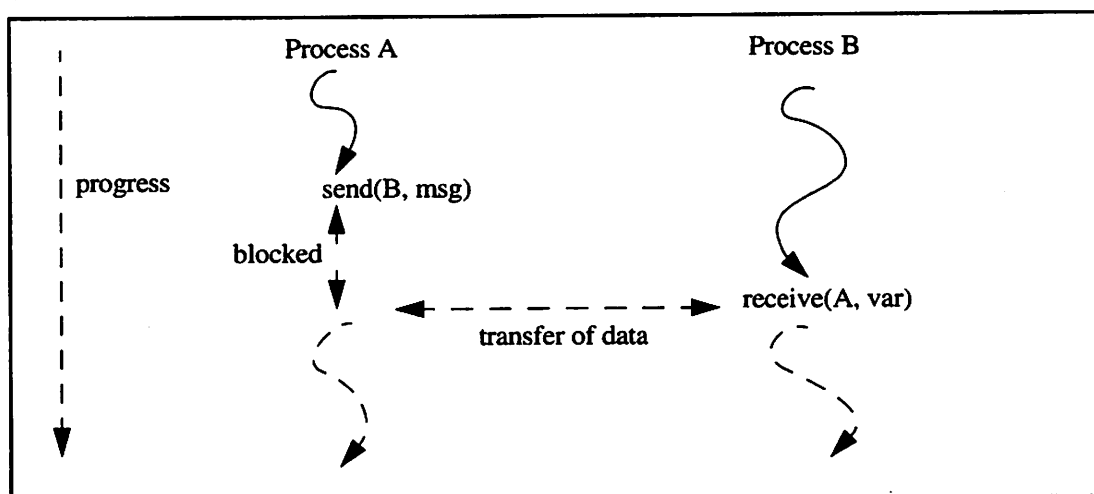 Process A
Process B
progress
send(B, msg)
blocked
receive(A, var)
transfer of data